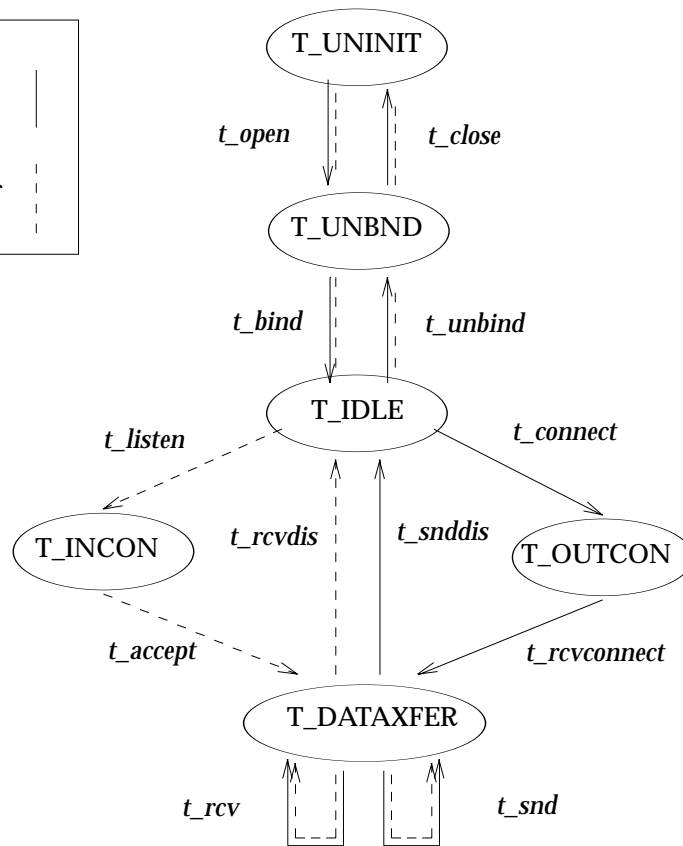 T_UNINIT
t_open
t_close
T_UNBND
t_bind
t_unbind
T_IDLE
t_listen
t_connect
T_INCON
t_rcvdis
t_snddis
T_OUTCON
t_accept
t_rcvconnect
T_DATAXFER
t_rcv
t_snd